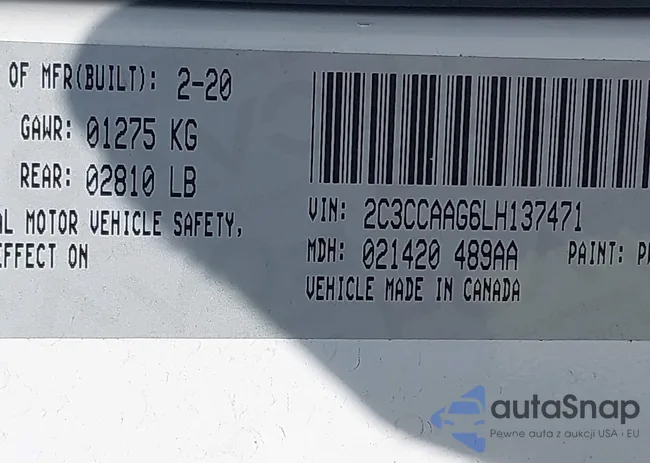 OF MFR(BUILT): 2-20
GAWR: 01275 KG
REAR: 02810 LB
AL MOTOR VEHICLE SAFETY,
EFFECT ON
VIN: 2C3CCAAG6LH137471
MDH: 021420 489AA PAINT:
VEHICLE MADE IN CANADA
autaSnap
Pewne auta z aukcji USA i EU